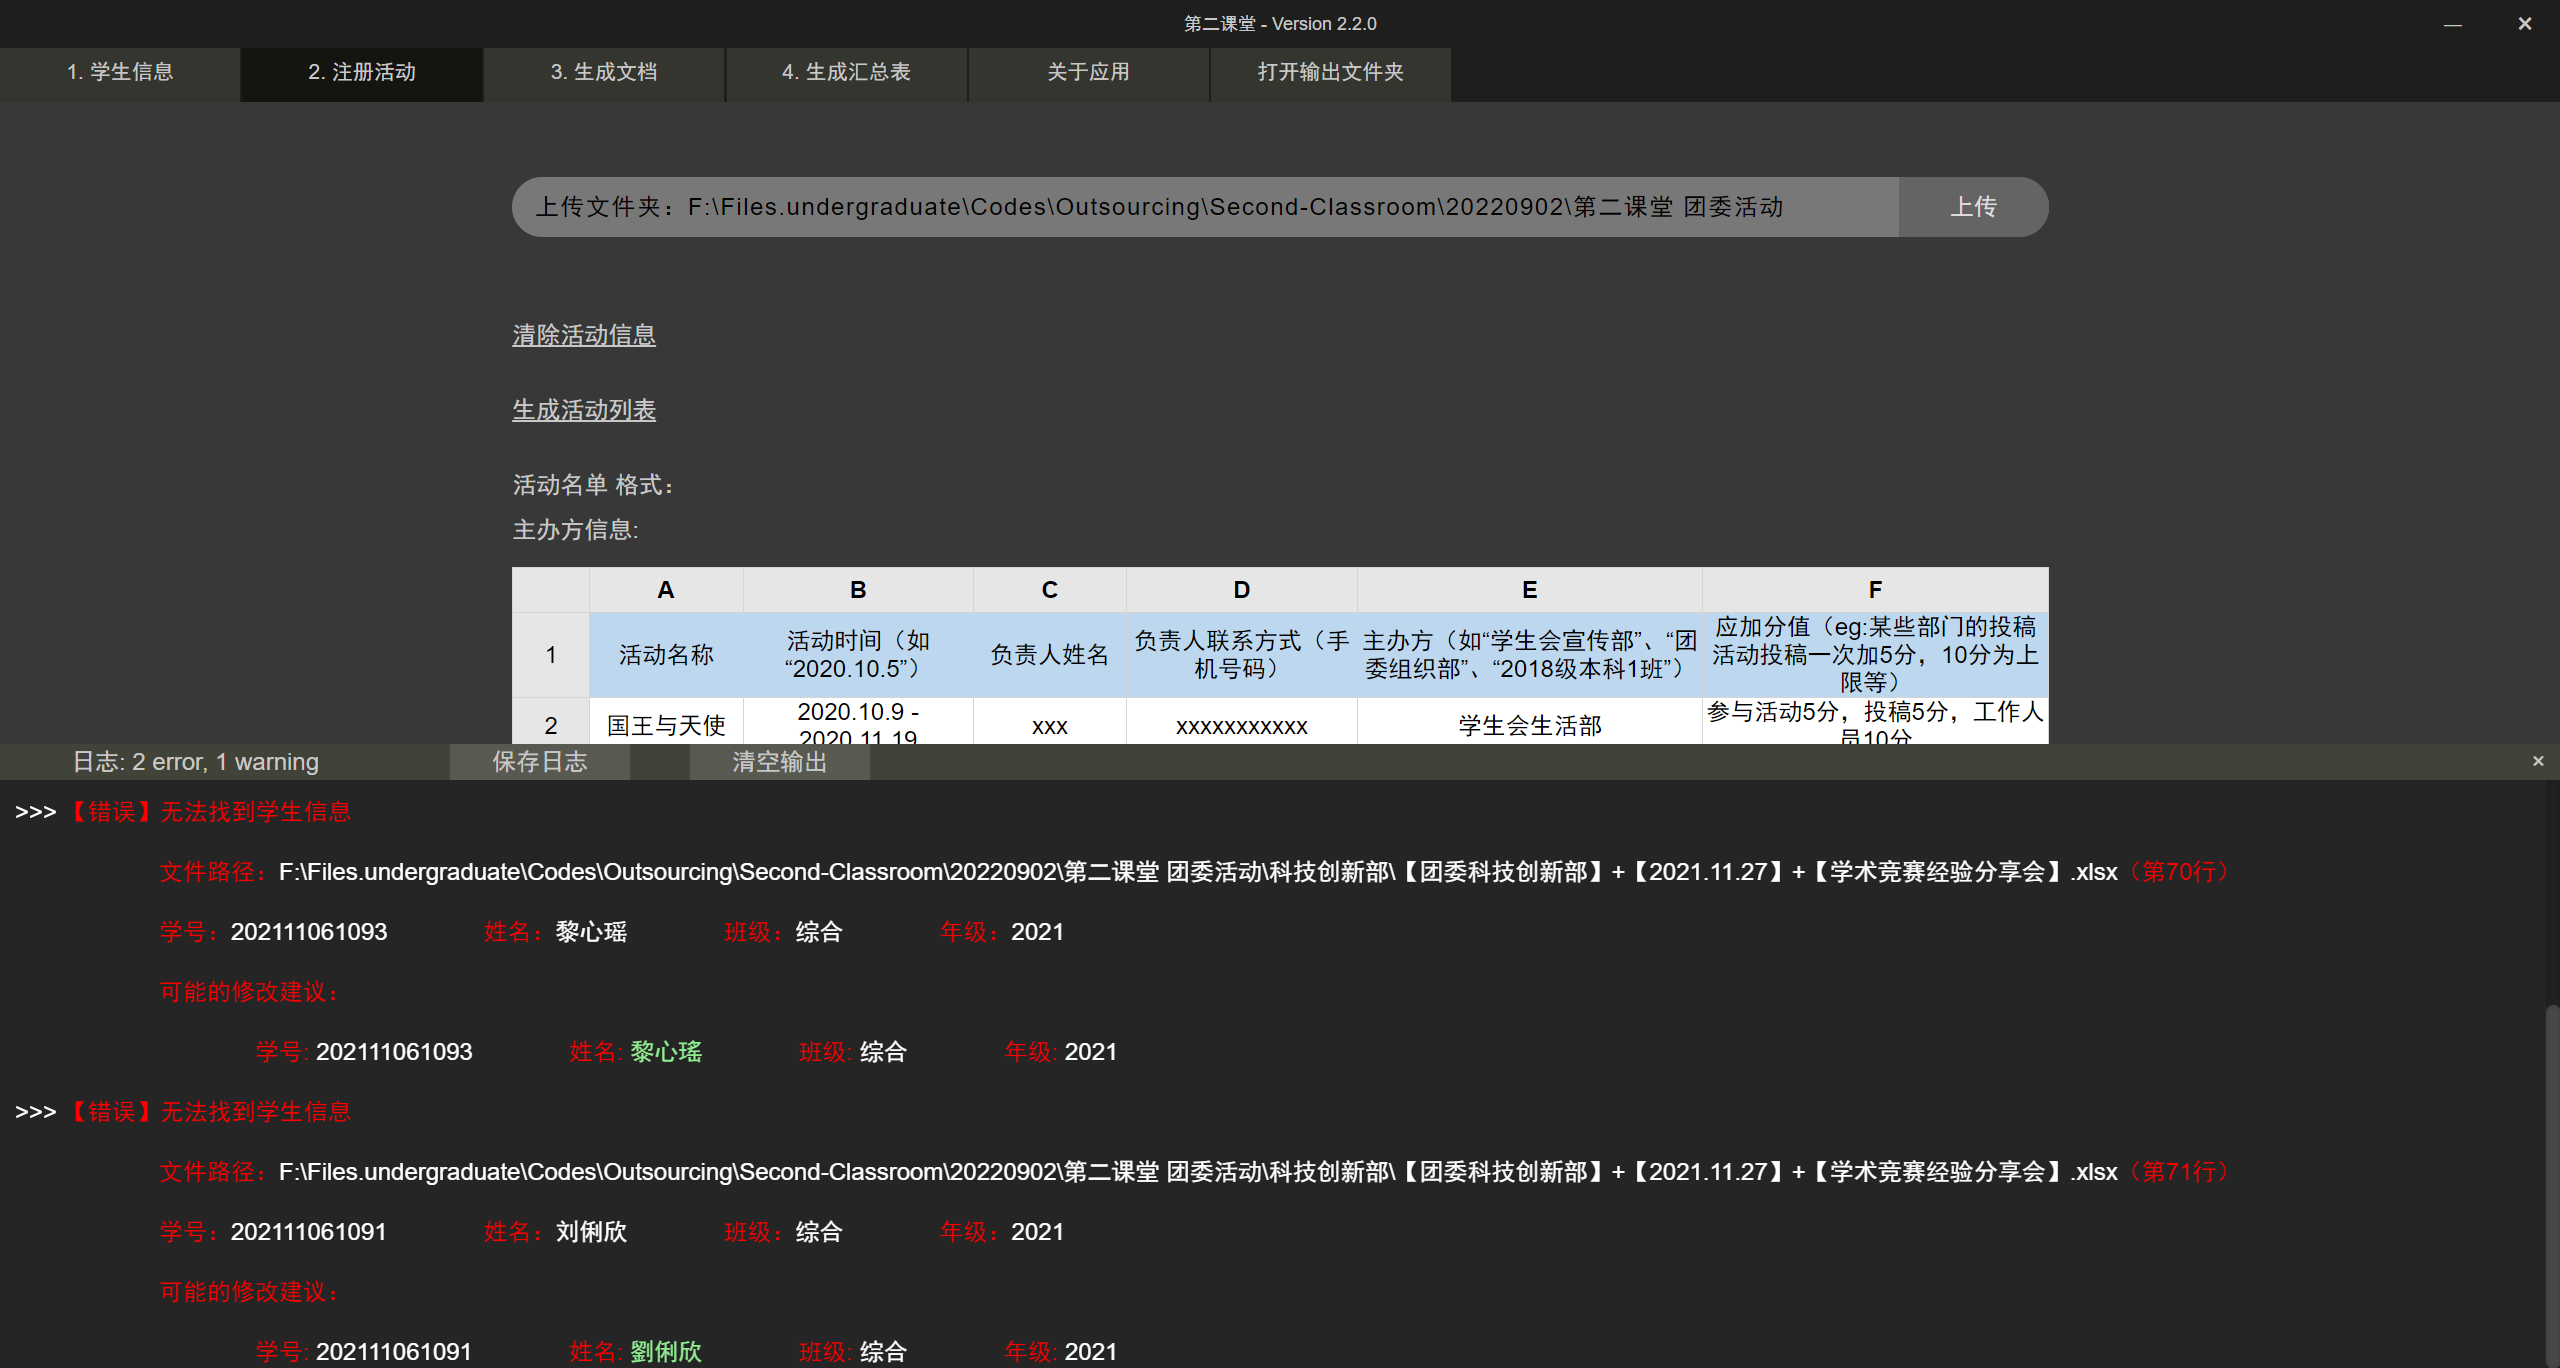 第二课堂 - Version 2.2.0
1. 学生信息 2. 注册活动 3. 生成文档 4. 生成汇总表 关于应用 打开输出文件夹
上传文件夹：F:\Files.undergraduate\Codes\Outsourcing\Second-Classroom\20220902\第二课堂 团委活动 上传
清除活动信息
生成活动列表
活动名单 格式：
主办方信息:
A B C D E F
1 活动名称 活动时间（如“2020.10.5”） 负责人姓名 负责人联系方式（手机号码） 主办方（如“学生会宣传部”、“团委组织部”、“2018级本科1班”） 应加分值（eg:某些部门的投稿活动投稿一次加5分，10分为上限等）
2 国王与天使 2020.10.9 - 2020.11.19 xxx xxxxxxxxxxx 学生会生活部 参与活动5分，投稿5分，工作人员10分
日志: 2 error, 1 warning 保存日志 清空输出
>>> 【错误】无法找到学生信息
文件路径：F:\Files.undergraduate\Codes\Outsourcing\Second-Classroom\20220902\第二课堂 团委活动\科技创新部\【团委科技创新部】+【2021.11.27】+【学术竞赛经验分享会】.xlsx（第70行）
学号：202111061093 姓名：黎心瑶 班级：综合 年级：2021
可能的修改建议：
学号: 202111061093 姓名: 黎心瑤 班级: 综合 年级: 2021
>>> 【错误】无法找到学生信息
文件路径：F:\Files.undergraduate\Codes\Outsourcing\Second-Classroom\20220902\第二课堂 团委活动\科技创新部\【团委科技创新部】+【2021.11.27】+【学术竞赛经验分享会】.xlsx（第71行）
学号：202111061091 姓名：刘俐欣 班级：综合 年级：2021
可能的修改建议：
学号: 202111061091 姓名: 劉俐欣 班级: 综合 年级: 2021